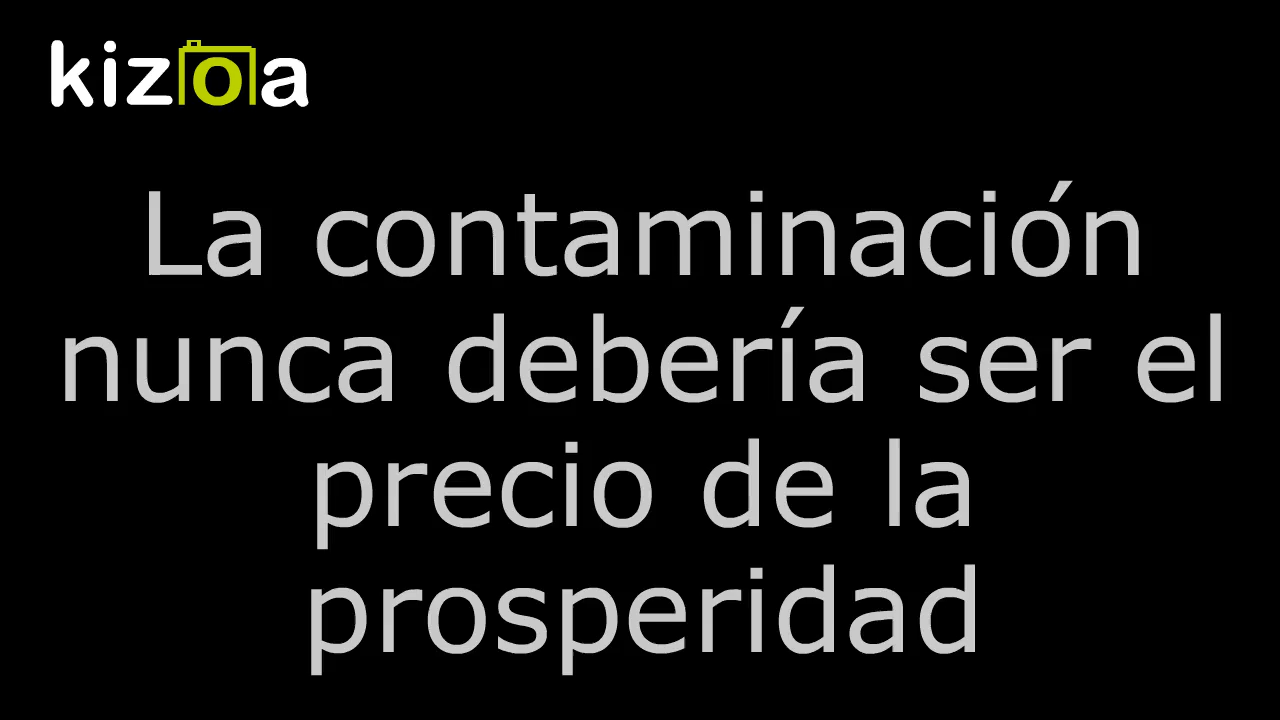 kizoa
La contaminación
nunca debería ser el
precio de la
prosperidad